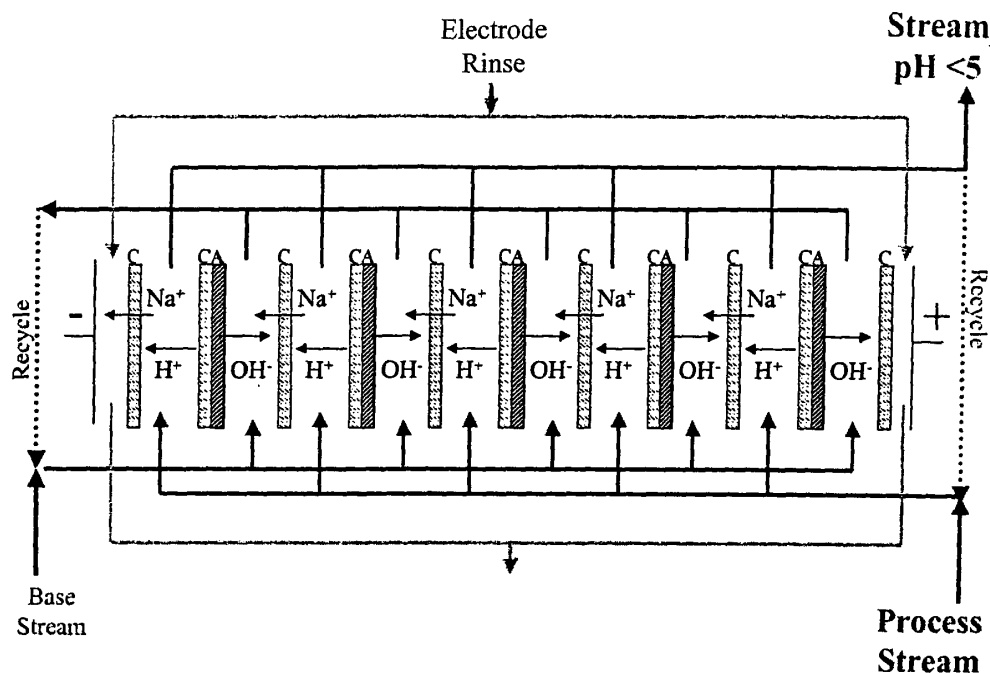 Electrode
Rinse
Stream
pH <5
Recycle
Recycle
C CA C CA C CA C CA C CA C
Na⁺ Na⁺ Na⁺ Na⁺ Na⁺
- +
H⁺ OH- H⁺ OH- H⁺ OH- H⁺ OH- H⁺ OH-
Base
Stream
Process
Stream